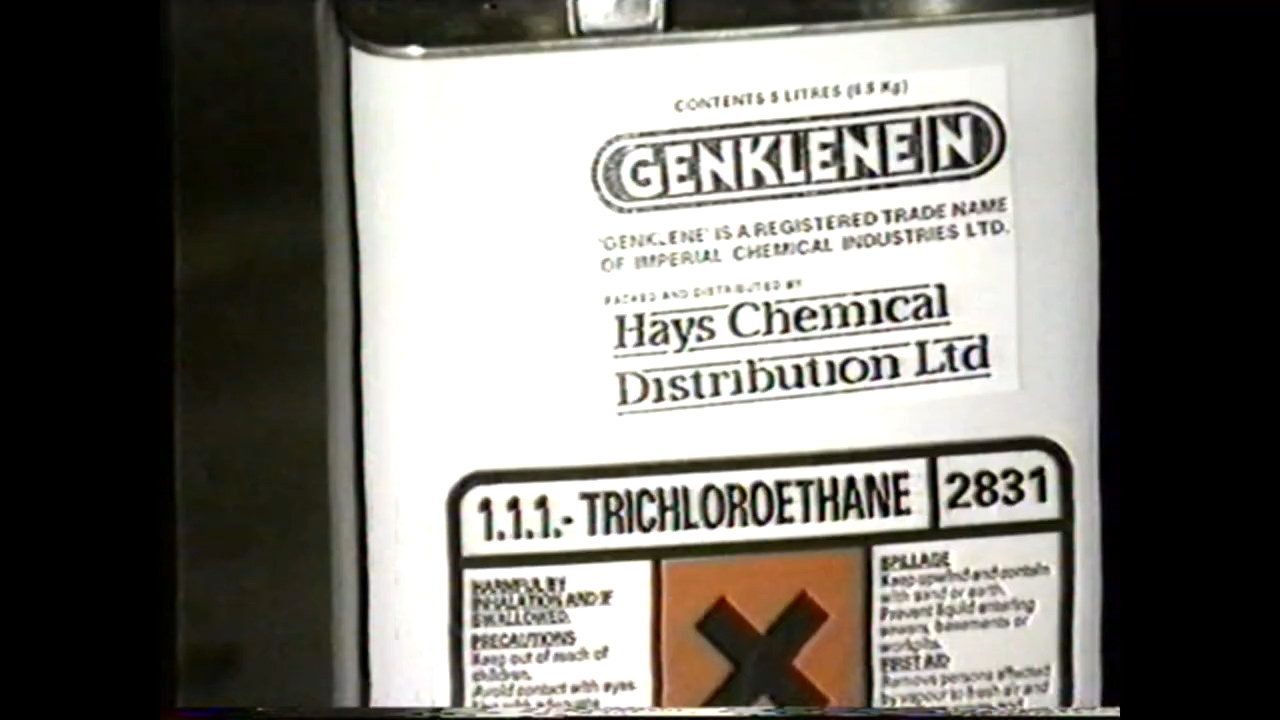 CONTENTS 5 LITRES (6.5 Kg)
GENKLENE N
'GENKLENE' IS A REGISTERED TRADE NAME
OF IMPERIAL CHEMICAL INDUSTRIES LTD.
PACKED AND DISTRIBUTED BY
Hays Chemical
Distribution Ltd
1.1.1.- TRICHLOROETHANE
2831
HARMFUL BY
INHALATION AND IF
SWALLOWED.
PRECAUTIONS
Keep out of reach of
children.
Avoid contact with eyes.
SPILLAGE
Keep upwind and contain
with sand or earth.
Prevent liquid entering
sewers, basements or
workpits.
FIRST AID
Remove persons affected
by vapour to fresh air and